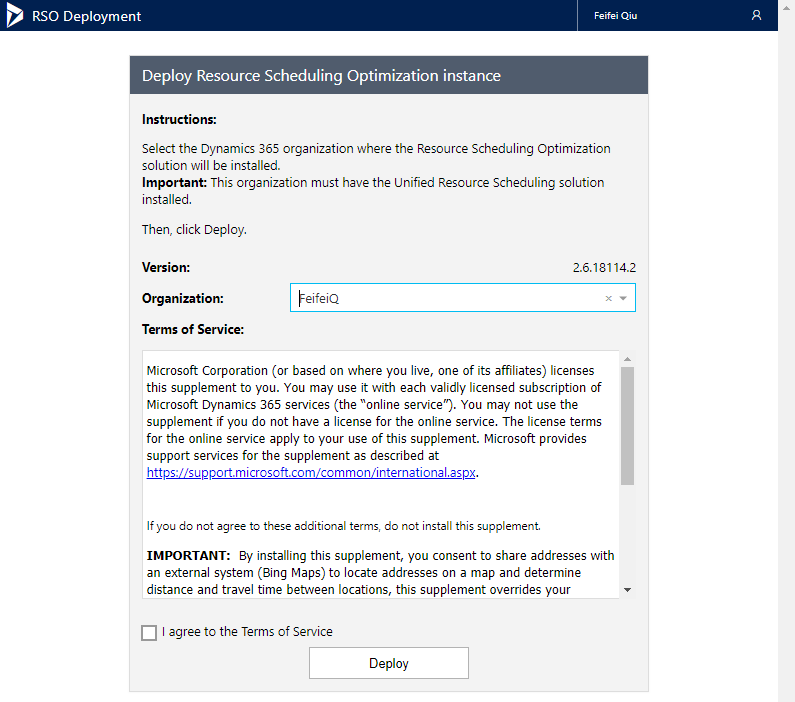 RSO Deployment
Feifei Qiu
Deploy Resource Scheduling Optimization instance
Instructions:
Select the Dynamics 365 organization where the Resource Scheduling Optimization
solution will be installed.
Important: This organization must have the Unified Resource Scheduling solution
installed.
Then, click Deploy.
Version:
2.6.18114.2
Organization:
FeifeiQ
Terms of Service:
Microsoft Corporation (or based on where you live, one of its affiliates) licenses
this supplement to you. You may use it with each validly licensed subscription of
Microsoft Dynamics 365 services (the “online service”). You may not use the
supplement if you do not have a license for the online service. The license terms
for the online service apply to your use of this supplement. Microsoft provides
support services for the supplement as described at
https://support.microsoft.com/common/international.aspx.
If you do not agree to these additional terms, do not install this supplement.
IMPORTANT: By installing this supplement, you consent to share addresses with
an external system (Bing Maps) to locate addresses on a map and determine
distance and travel time between locations, this supplement overrides your
I agree to the Terms of Service
Deploy